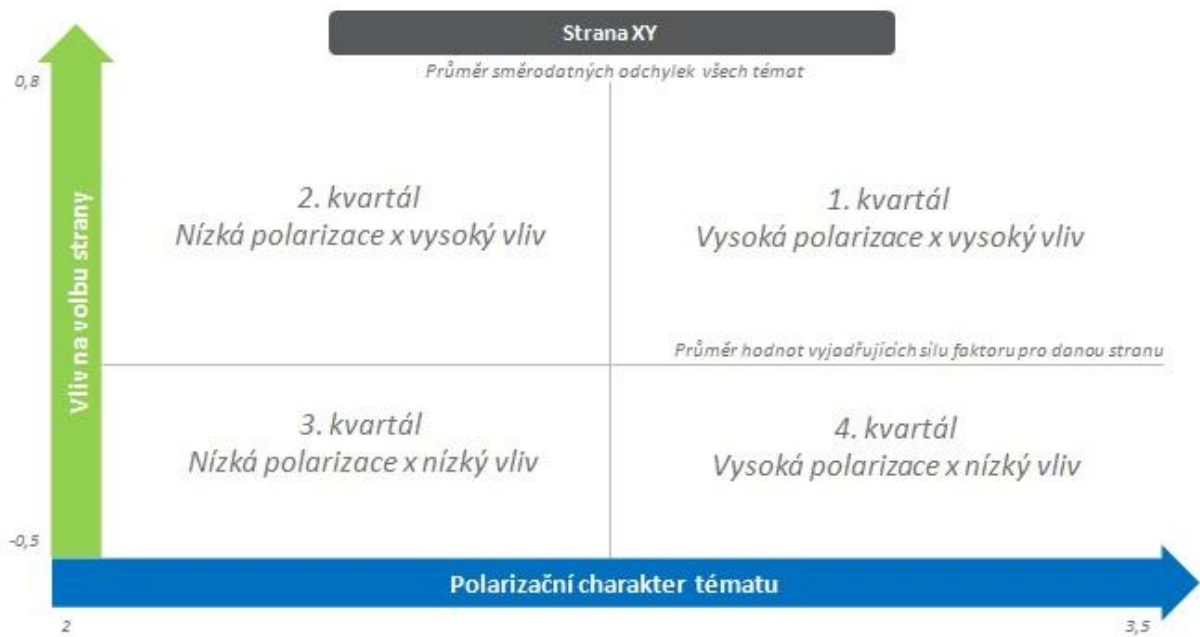 Strana XY
Průměr směrodatných odchylek všech témat
0,8
2. kvartál
Nízká polarizace x vysoký vliv
1. kvartál
Vysoká polarizace x vysoký vliv
Vliv na volbu strany
Průměr hodnot vyjadřujících sílu faktoru pro danou stranu
3. kvartál
Nízká polarizace x nízký vliv
4. kvartál
Vysoká polarizace x nízký vliv
-0,5
Polarizační charakter tématu
2
3,5